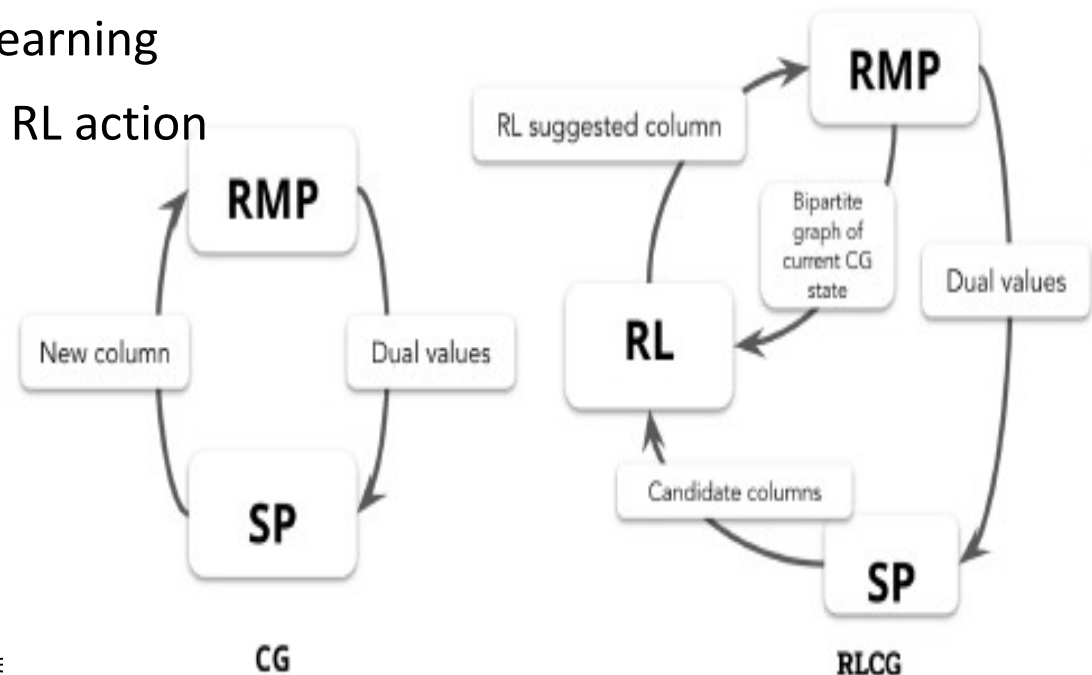 earning
RL action
RMP
New column
Dual values
SP
CG
RMP
RL suggested column
Bipartite
graph of
current CG
state
Dual values
RL
Candidate columns
SP
RLCG